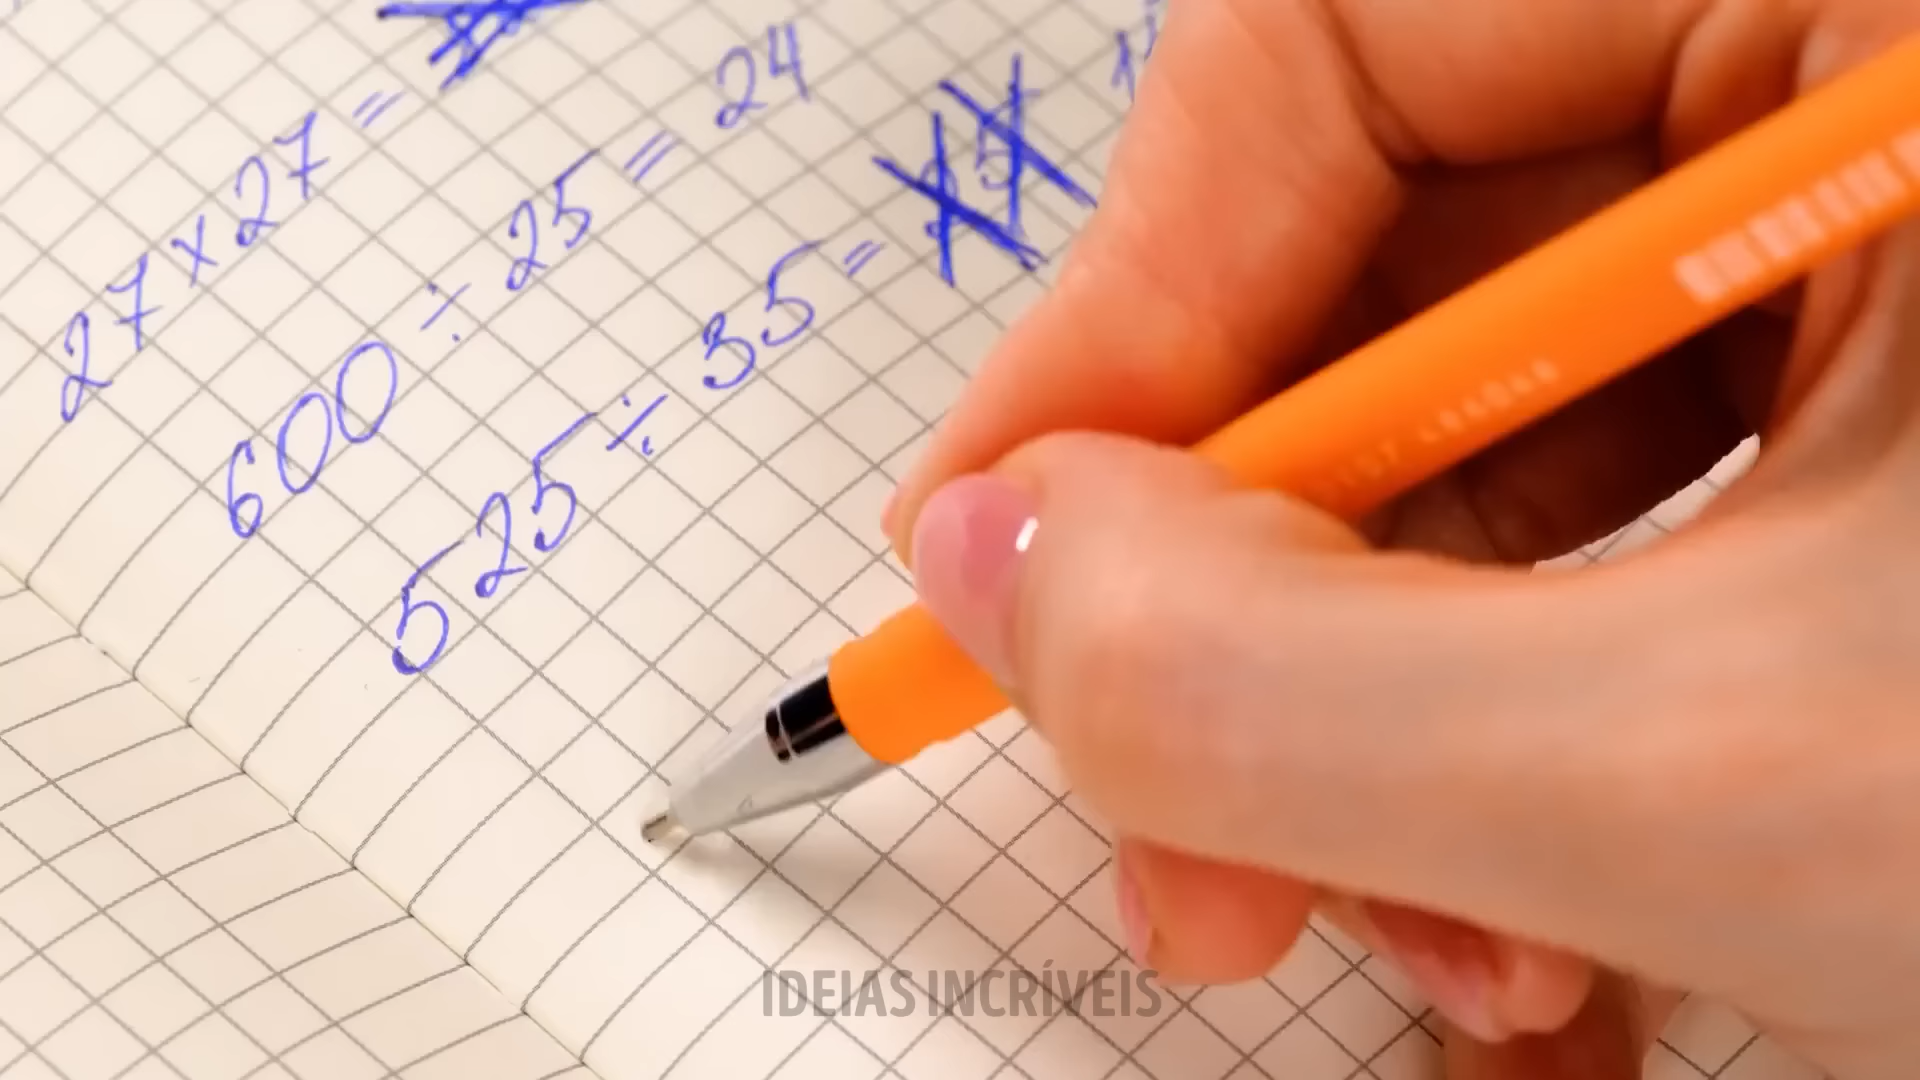 27 × 27 =
600 ÷ 25 = 24
525 ÷ 35 =
IDEIAS INCRÍVEIS